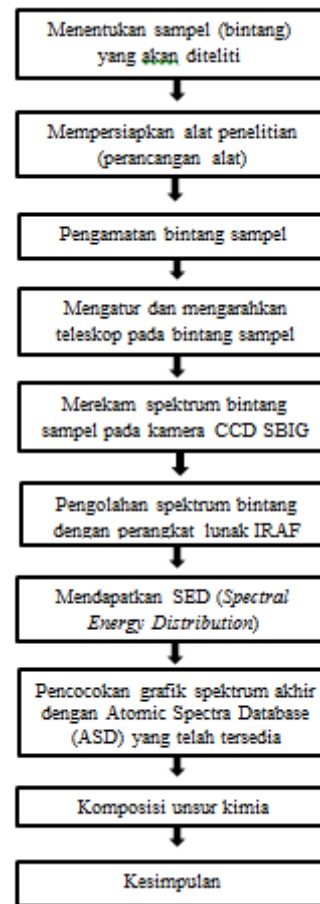 Menentukan sampel (bintang)
yang akan diteliti
Mempersiapkan alat penelitian
(perancangan alat)
Pengamatan bintang sampel
Mengatur dan mengarahkan
teleskop pada bintang sampel
Merekam spektrum bintang
sampel pada kamera CCD SBIG
Pengolahan spektrum bintang
dengan perangkat lunak IRAF
Mendapatkan SED (Spectral
Energy Distribution)
Pencocokan grafik spektrum akhir
dengan Atomic Spectra Database
(ASD) yang telah tersedia
Komposisi unsur kimia
Kesimpulan